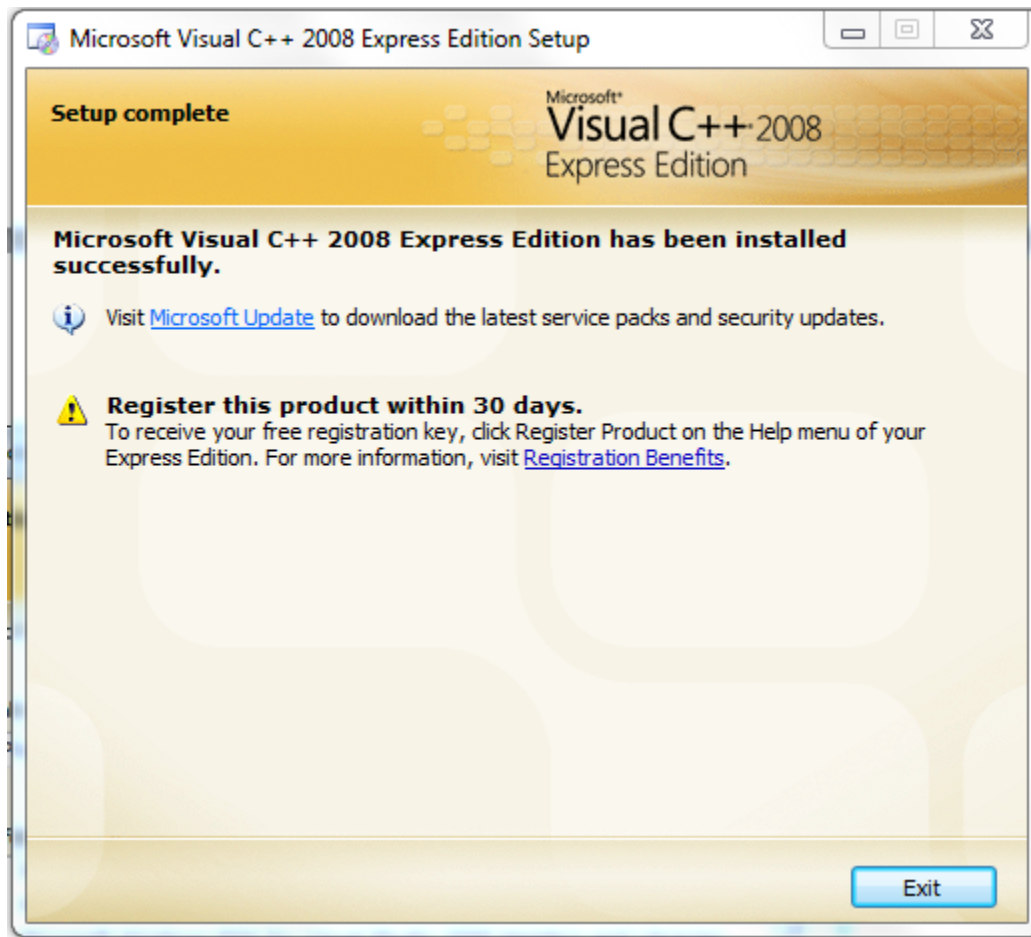 Microsoft Visual C++ 2008 Express Edition Setup
Setup complete
Microsoft
Visual C++ 2008
Express Edition
Microsoft Visual C++ 2008 Express Edition has been installed
successfully.
Visit Microsoft Update to download the latest service packs and security updates.
Register this product within 30 days.
To receive your free registration key, click Register Product on the Help menu of your
Express Edition. For more information, visit Registration Benefits.
Exit